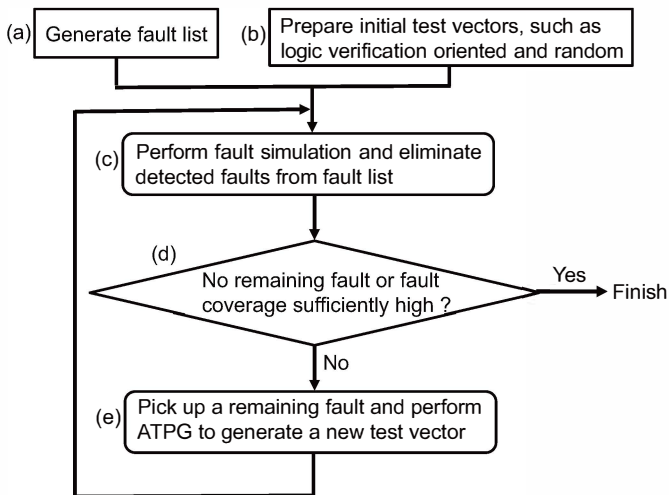 (a)
Generate fault list
(b)
Prepare initial test vectors, such as
logic verification oriented and random
(c)
Perform fault simulation and eliminate
detected faults from fault list
(d)
No remaining fault or fault
coverage sufficiently high ?
Yes
Finish
No
(e)
Pick up a remaining fault and perform
ATPG to generate a new test vector